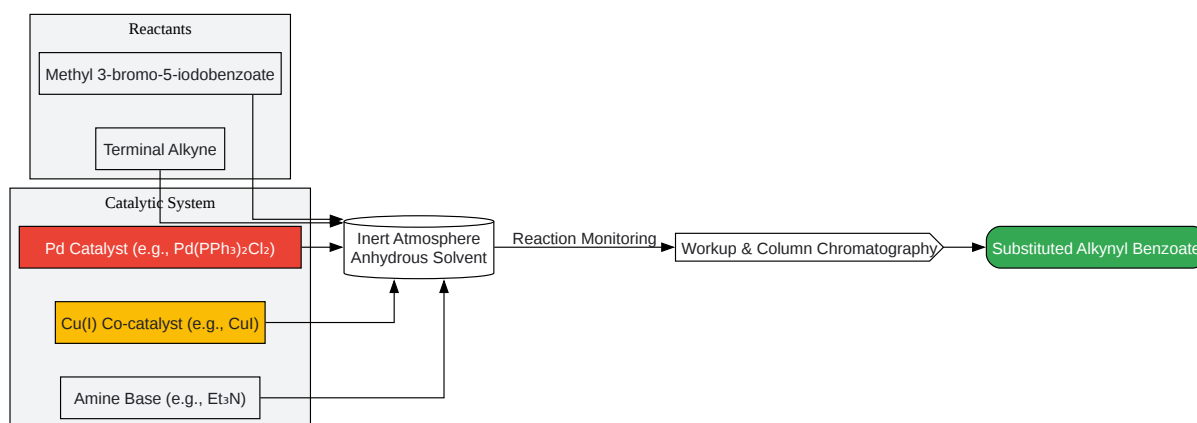 Reactants
Methyl 3-bromo-5-iodobenzoate
Terminal Alkyne
Catalytic System
Pd Catalyst (e.g., Pd(PPh₃)₂Cl₂)
Cu(I) Co-catalyst (e.g., CuI)
Amine Base (e.g., Et₃N)
Inert Atmosphere
Anhydrous Solvent
Reaction Monitoring
Workup & Column Chromatography
Substituted Alkynyl Benzoate